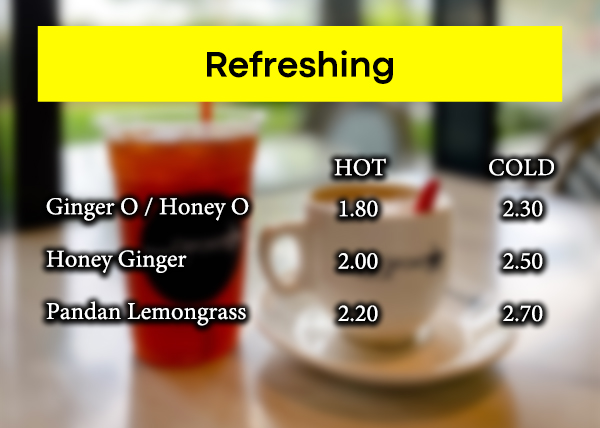 Refreshing
HOT COLD
Ginger O / Honey O 1.80 2.30
Honey Ginger 2.00 2.50
Pandan Lemongrass 2.20 2.70